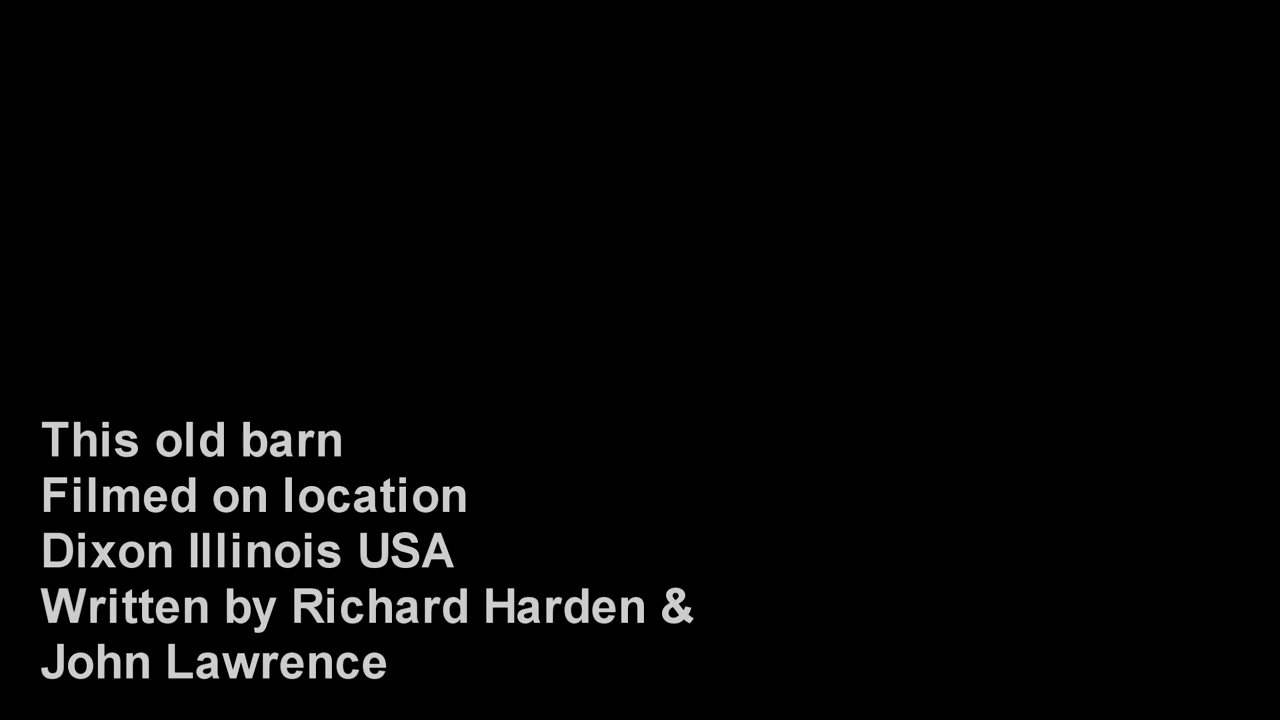 This old barn
Filmed on location
Dixon Illinois USA
Written by Richard Harden &
John Lawrence